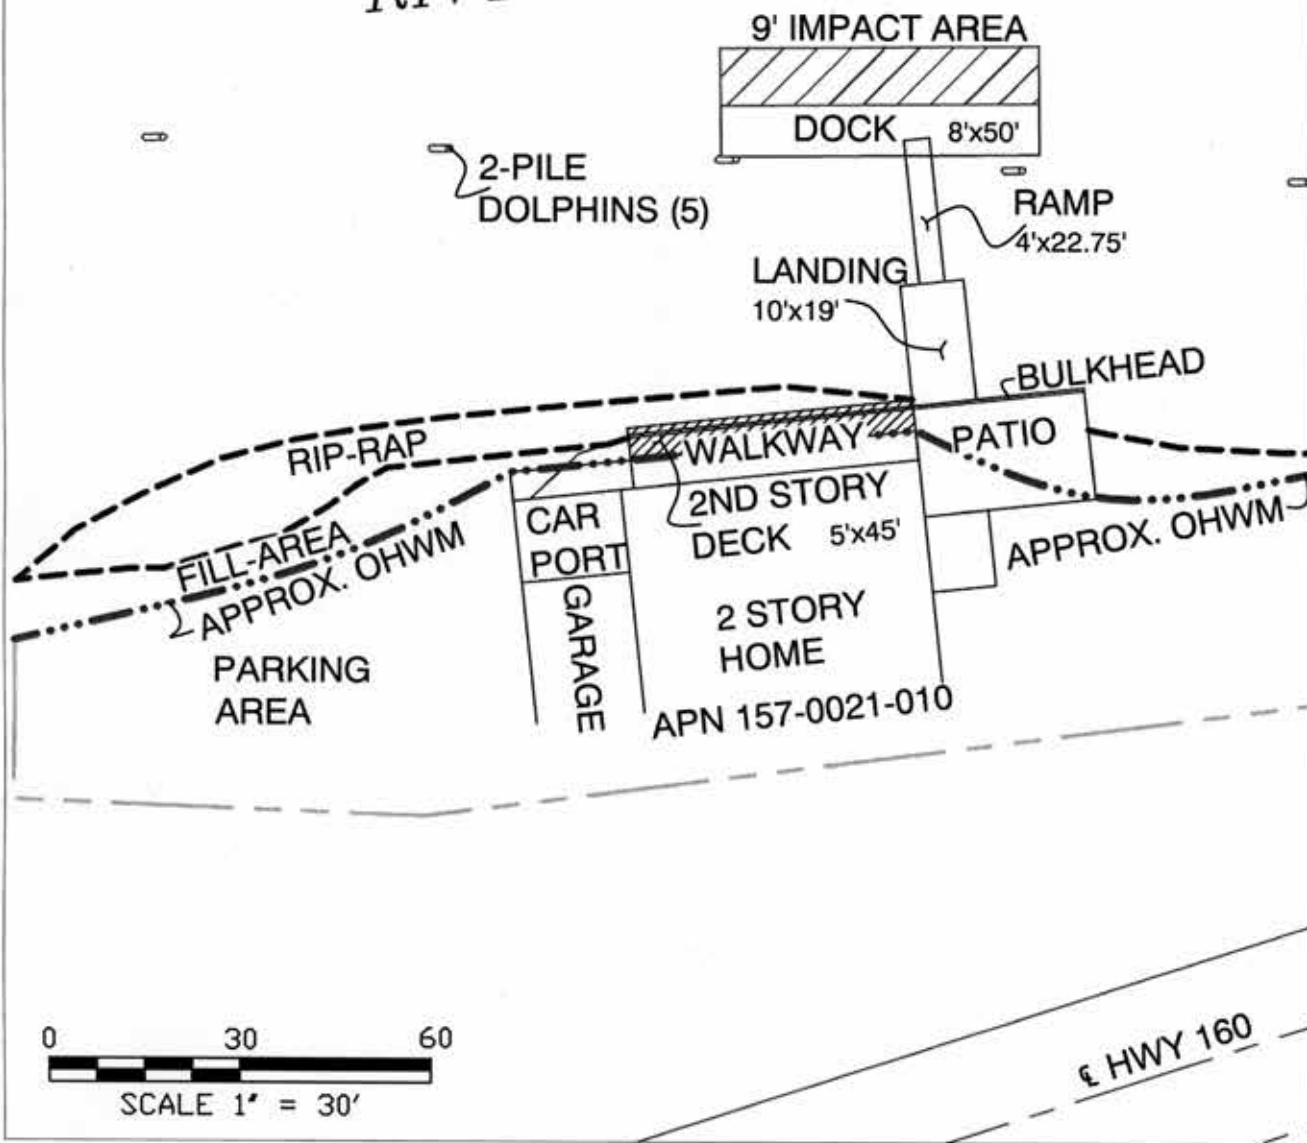 9' IMPACT AREA
DOCK 8'x50'
2-PILE
DOLPHINS (5)
RAMP
4'x22.75'
LANDING
10'x19'
BULKHEAD
RIP-RAP
WALKWAY
PATIO
2ND STORY
DECK 5'x45'
CAR
PORT
FILL-AREA
APPROX. OHWM
APPROX. OHWM
GARAGE
2 STORY
HOME
PARKING
AREA
APN 157-0021-010
0 30 60
SCALE 1" = 30'
℄ HWY 160